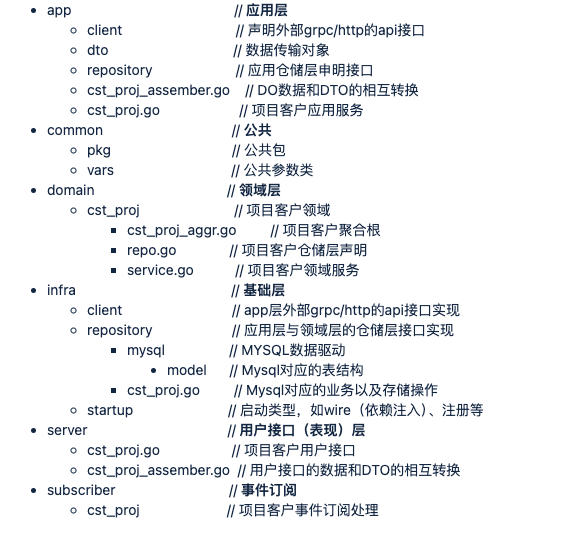 app // 应用层
client // 声明外部grpc/http的api接口
dto // 数据传输对象
repository // 应用仓储层申明接口
cst_proj_assember.go // DO数据和DTO的相互转换
cst_proj.go // 项目客户应用服务
common // 公共
pkg // 公共包
vars // 公共参数类
domain // 领域层
cst_proj // 项目客户领域
cst_proj_aggr.go // 项目客户聚合根
repo.go // 项目客户仓储层声明
service.go // 项目客户领域服务
infra // 基础层
client // app层外部grpc/http的api接口实现
repository // 应用层与领域层的仓储层接口实现
mysql // MYSQL数据驱动
model // Mysql对应的表结构
cst_proj.go // Mysql对应的业务以及存储操作
startup // 启动类型，如wire（依赖注入）、注册等
server // 用户接口（表现）层
cst_proj.go // 项目客户用户接口
cst_proj_assember.go // 用户接口的数据和DTO的相互转换
subscriber // 事件订阅
cst_proj // 项目客户事件订阅处理